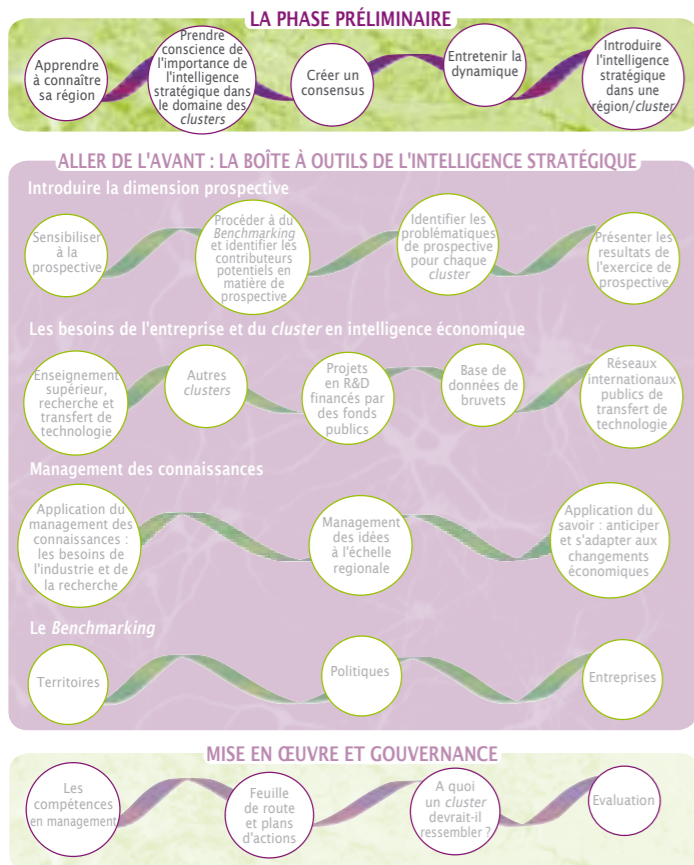 LA PHASE PRÉLIMINAIRE
Apprendre
à connaître
sa région
Prendre
conscience de
l'importance de
l'intelligence
stratégique dans
le domaine des
clusters
Créer un
consensus
Entretenir la
dynamique
Introduire
l'intelligence
stratégique
dans une
région/cluster
ALLER DE L'AVANT : LA BOÎTE À OUTILS DE L'INTELLIGENCE STRATÉGIQUE
Introduire la dimension prospective
Sensibiliser
à la
prospective
Procéder à du
Benchmarking
et identifier les
contributeurs
potentiels en
matière de
prospective
Identifier les
problématiques
de prospective
pour chaque
cluster
Présenter les
resultats de
l'exercice de
prospective
Les besoins de l'entreprise et du cluster en intelligence économique
Enseignement
supérieur,
recherche et
transfert de
technologie
Autres
clusters
Projets
en R&D
financés par
des fonds
publics
Base de
données de
bruvets
Réseaux
internationaux
publics de
transfert de
technologie
Management des connaissances
Application du
management des
connaissances :
les besoins de
l'industrie et de
la recherche
Management
des idées
à l'échelle
regionale
Application du
savoir : anticiper
et s'adapter aux
changements
économiques
Le Benchmarking
Territoires
Politiques
Entreprises
MISE EN ŒUVRE ET GOUVERNANCE
Les
compétences
en management
Feuille
de route
et plans
d'actions
A quoi
un cluster
devrait-il
ressembler ?
Evaluation